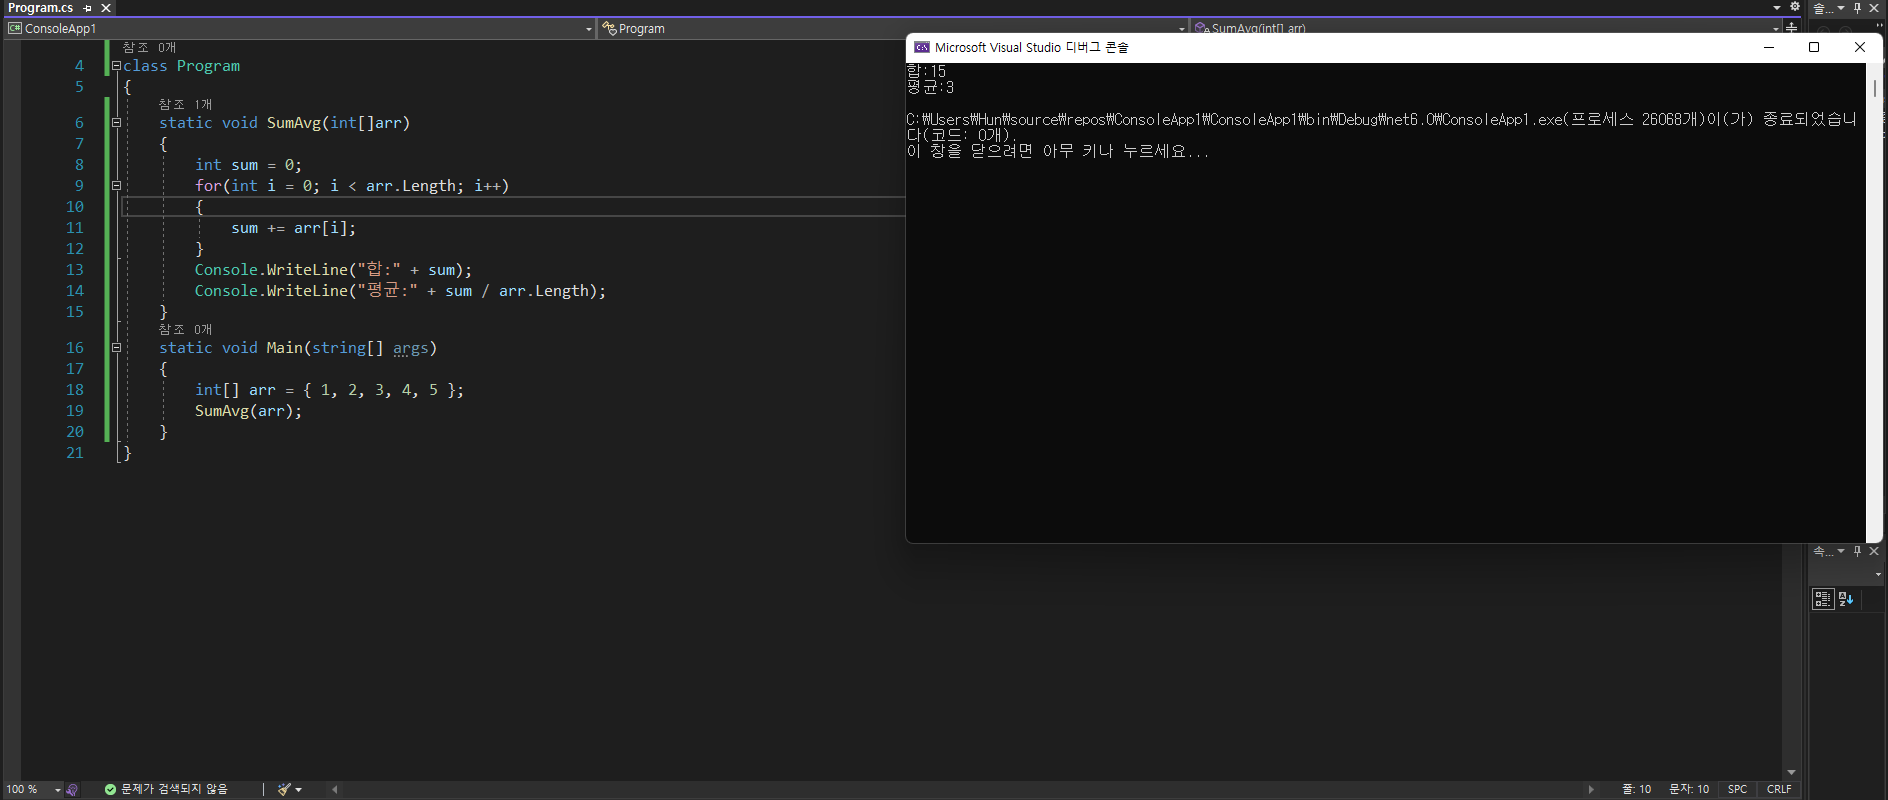 Program.cs
솔...
ConsoleApp1
Program
SumAvg(int[] arr)
참조 0개
4 class Program
5 {
참조 1개
6 static void SumAvg(int[]arr)
7 {
8 int sum = 0;
9 for(int i = 0; i < arr.Length; i++)
10 {
11 sum += arr[i];
12 }
13 Console.WriteLine("합:" + sum);
14 Console.WriteLine("평균:" + sum / arr.Length);
15 }
참조 0개
16 static void Main(string[] args)
17 {
18 int[] arr = { 1, 2, 3, 4, 5 };
19 SumAvg(arr);
20 }
21 }
Microsoft Visual Studio 디버그 콘솔
합:15
평균:3
C:₩Users₩Hun₩source₩repos₩ConsoleApp1₩ConsoleApp1₩bin₩Debug₩net6.0₩ConsoleApp1.exe(프로세스 26068개)이(가) 종료되었습니
다(코드: 0개).
이 창을 닫으려면 아무 키나 누르세요...
속...
100 %
문제가 검색되지 않음
줄: 10
문자: 10
SPC
CRLF